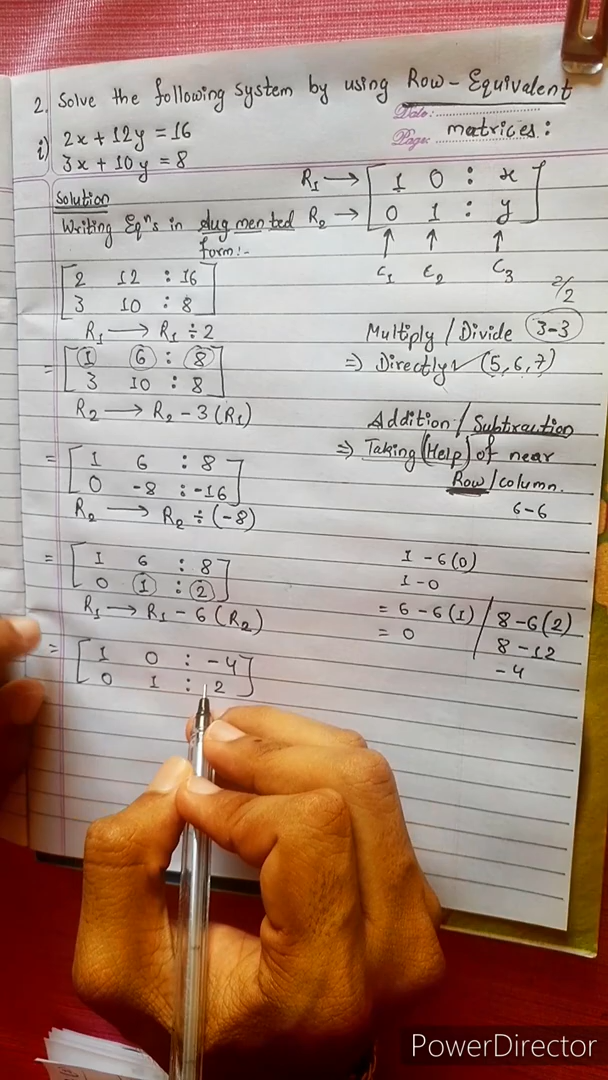 2. Solve the following system by using Row-Equivalent
Date:
Page: matrices:
i) 2x + 12y = 16
3x + 10y = 8
Solution
Writing Eqⁿs in Augmented
form:-
R₁ → [ 1 0 : x ]
R₂ → [ 0 1 : y ]
↑ ↑ ↑
C₁ C₂ C₃
[ 2 12 : 16 ]
[ 3 10 : 8 ]
R₁ → R₁ ÷ 2
= [ 1 6 : 8 ]
[ 3 10 : 8 ]
R₂ → R₂ - 3(R₁)
= [ 1 6 : 8 ]
[ 0 -8 : -16 ]
R₂ → R₂ ÷ (-8)
= [ 1 6 : 8 ]
[ 0 1 : 2 ]
R₁ → R₁ - 6(R₂)
= [ 1 0 : -4 ]
[ 0 1 : 2 ]
2/2
Multiply / Divide 3-3
⇒ Directly ✓ (5,6,7)
Addition / Subtraction
⇒ Taking (Help) of near
Row/column.
6-6
1 - 6(0)
1 - 0
= 6 - 6(1) / 8 - 6(2)
= 0 8 - 12
-4
PowerDirector